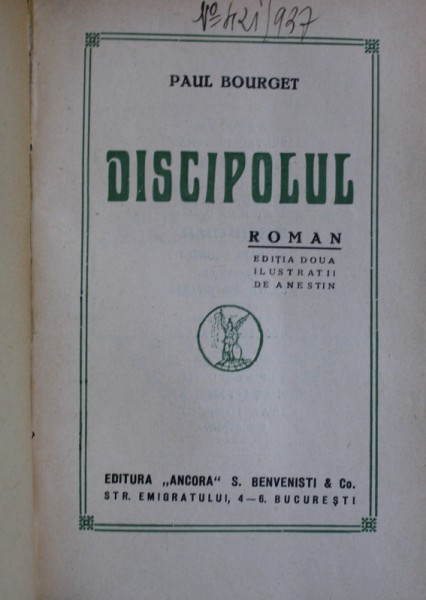 Nº 421/937
PAUL BOURGET
DISCIPOLUL
ROMAN
EDIȚIA DOUA
ILUSTRAȚII
DE ANESTIN
EDITURA „ANCORA“ S. BENVENISTI & Co.
STR. EMIGRATULUI, 4—6. BUCUREȘTI